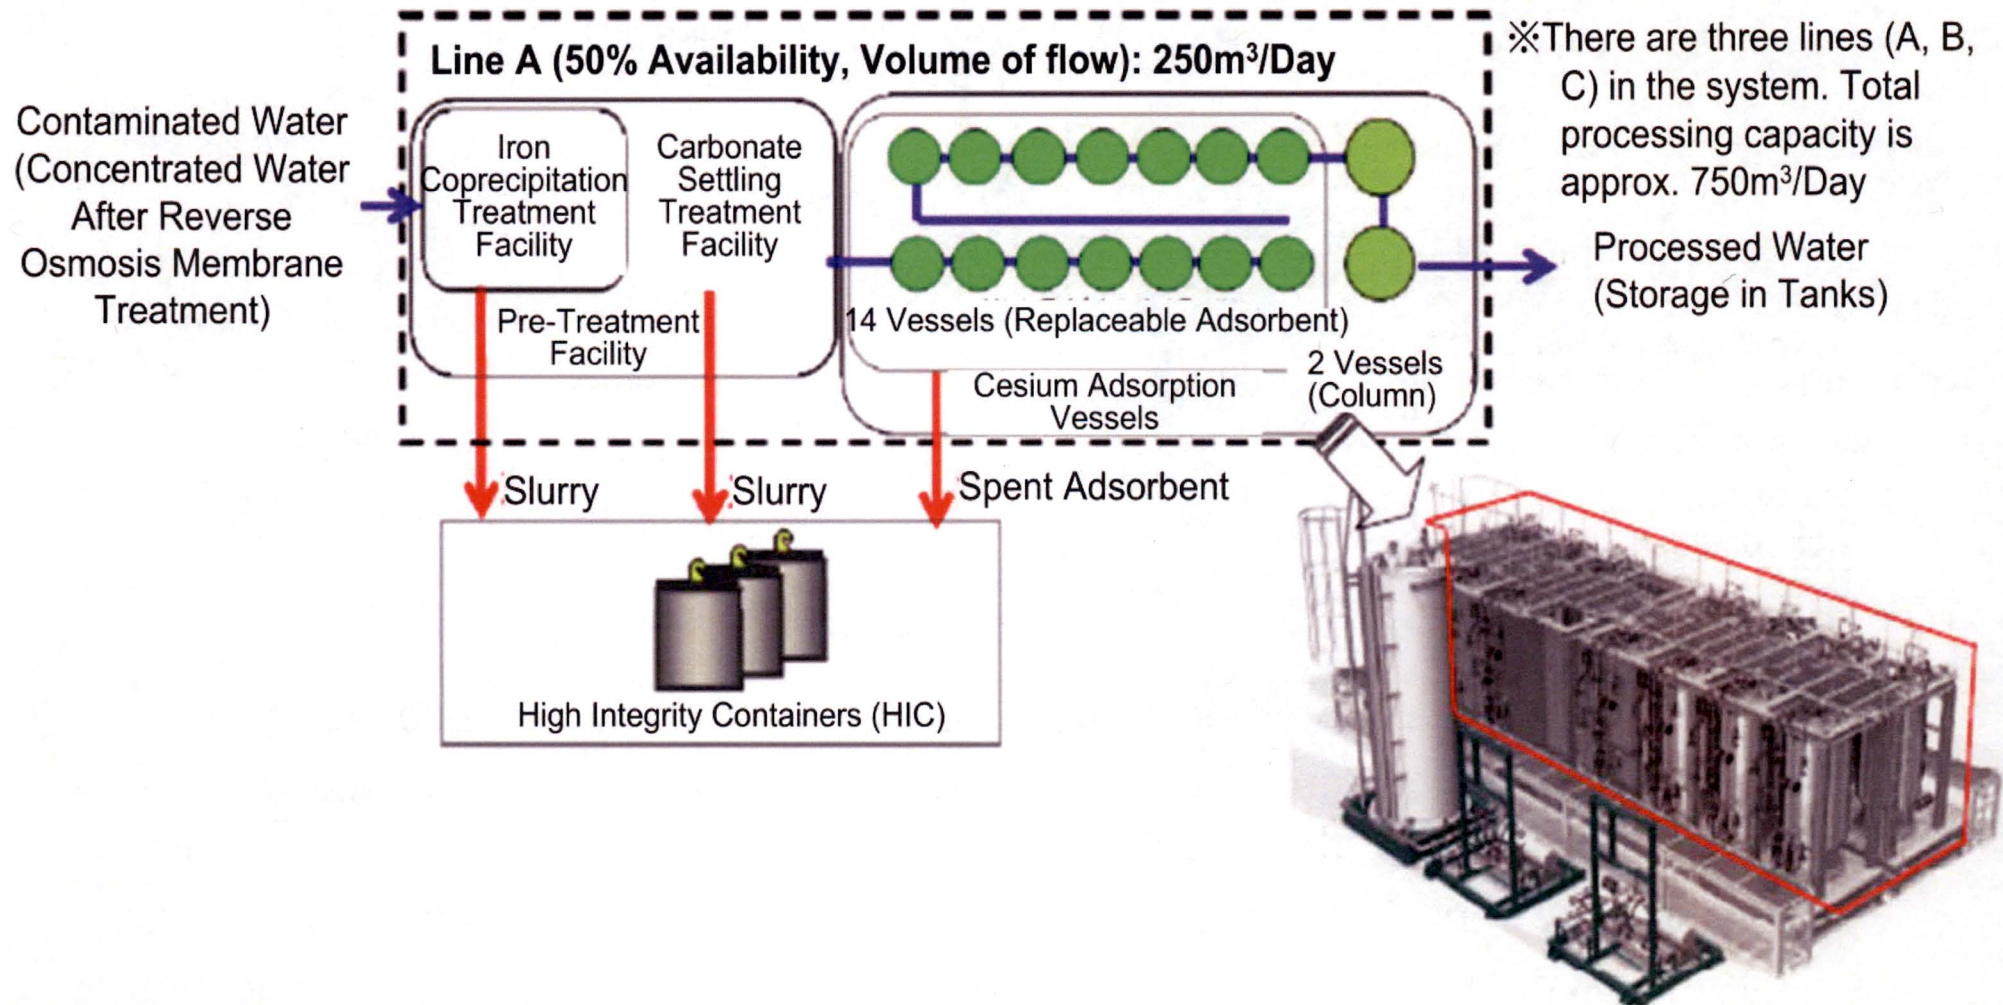 Line A (50% Availability, Volume of flow): 250m³/Day
※There are three lines (A, B,
C) in the system. Total
processing capacity is
approx. 750m³/Day
Contaminated Water
(Concentrated Water
After Reverse
Osmosis Membrane
Treatment)
Iron
Coprecipitation
Treatment
Facility
Carbonate
Settling
Treatment
Facility
Pre-Treatment
Facility
14 Vessels (Replaceable Adsorbent)
Cesium Adsorption
Vessels
2 Vessels
(Column)
Processed Water
(Storage in Tanks)
Slurry
Slurry
Spent Adsorbent
High Integrity Containers (HIC)